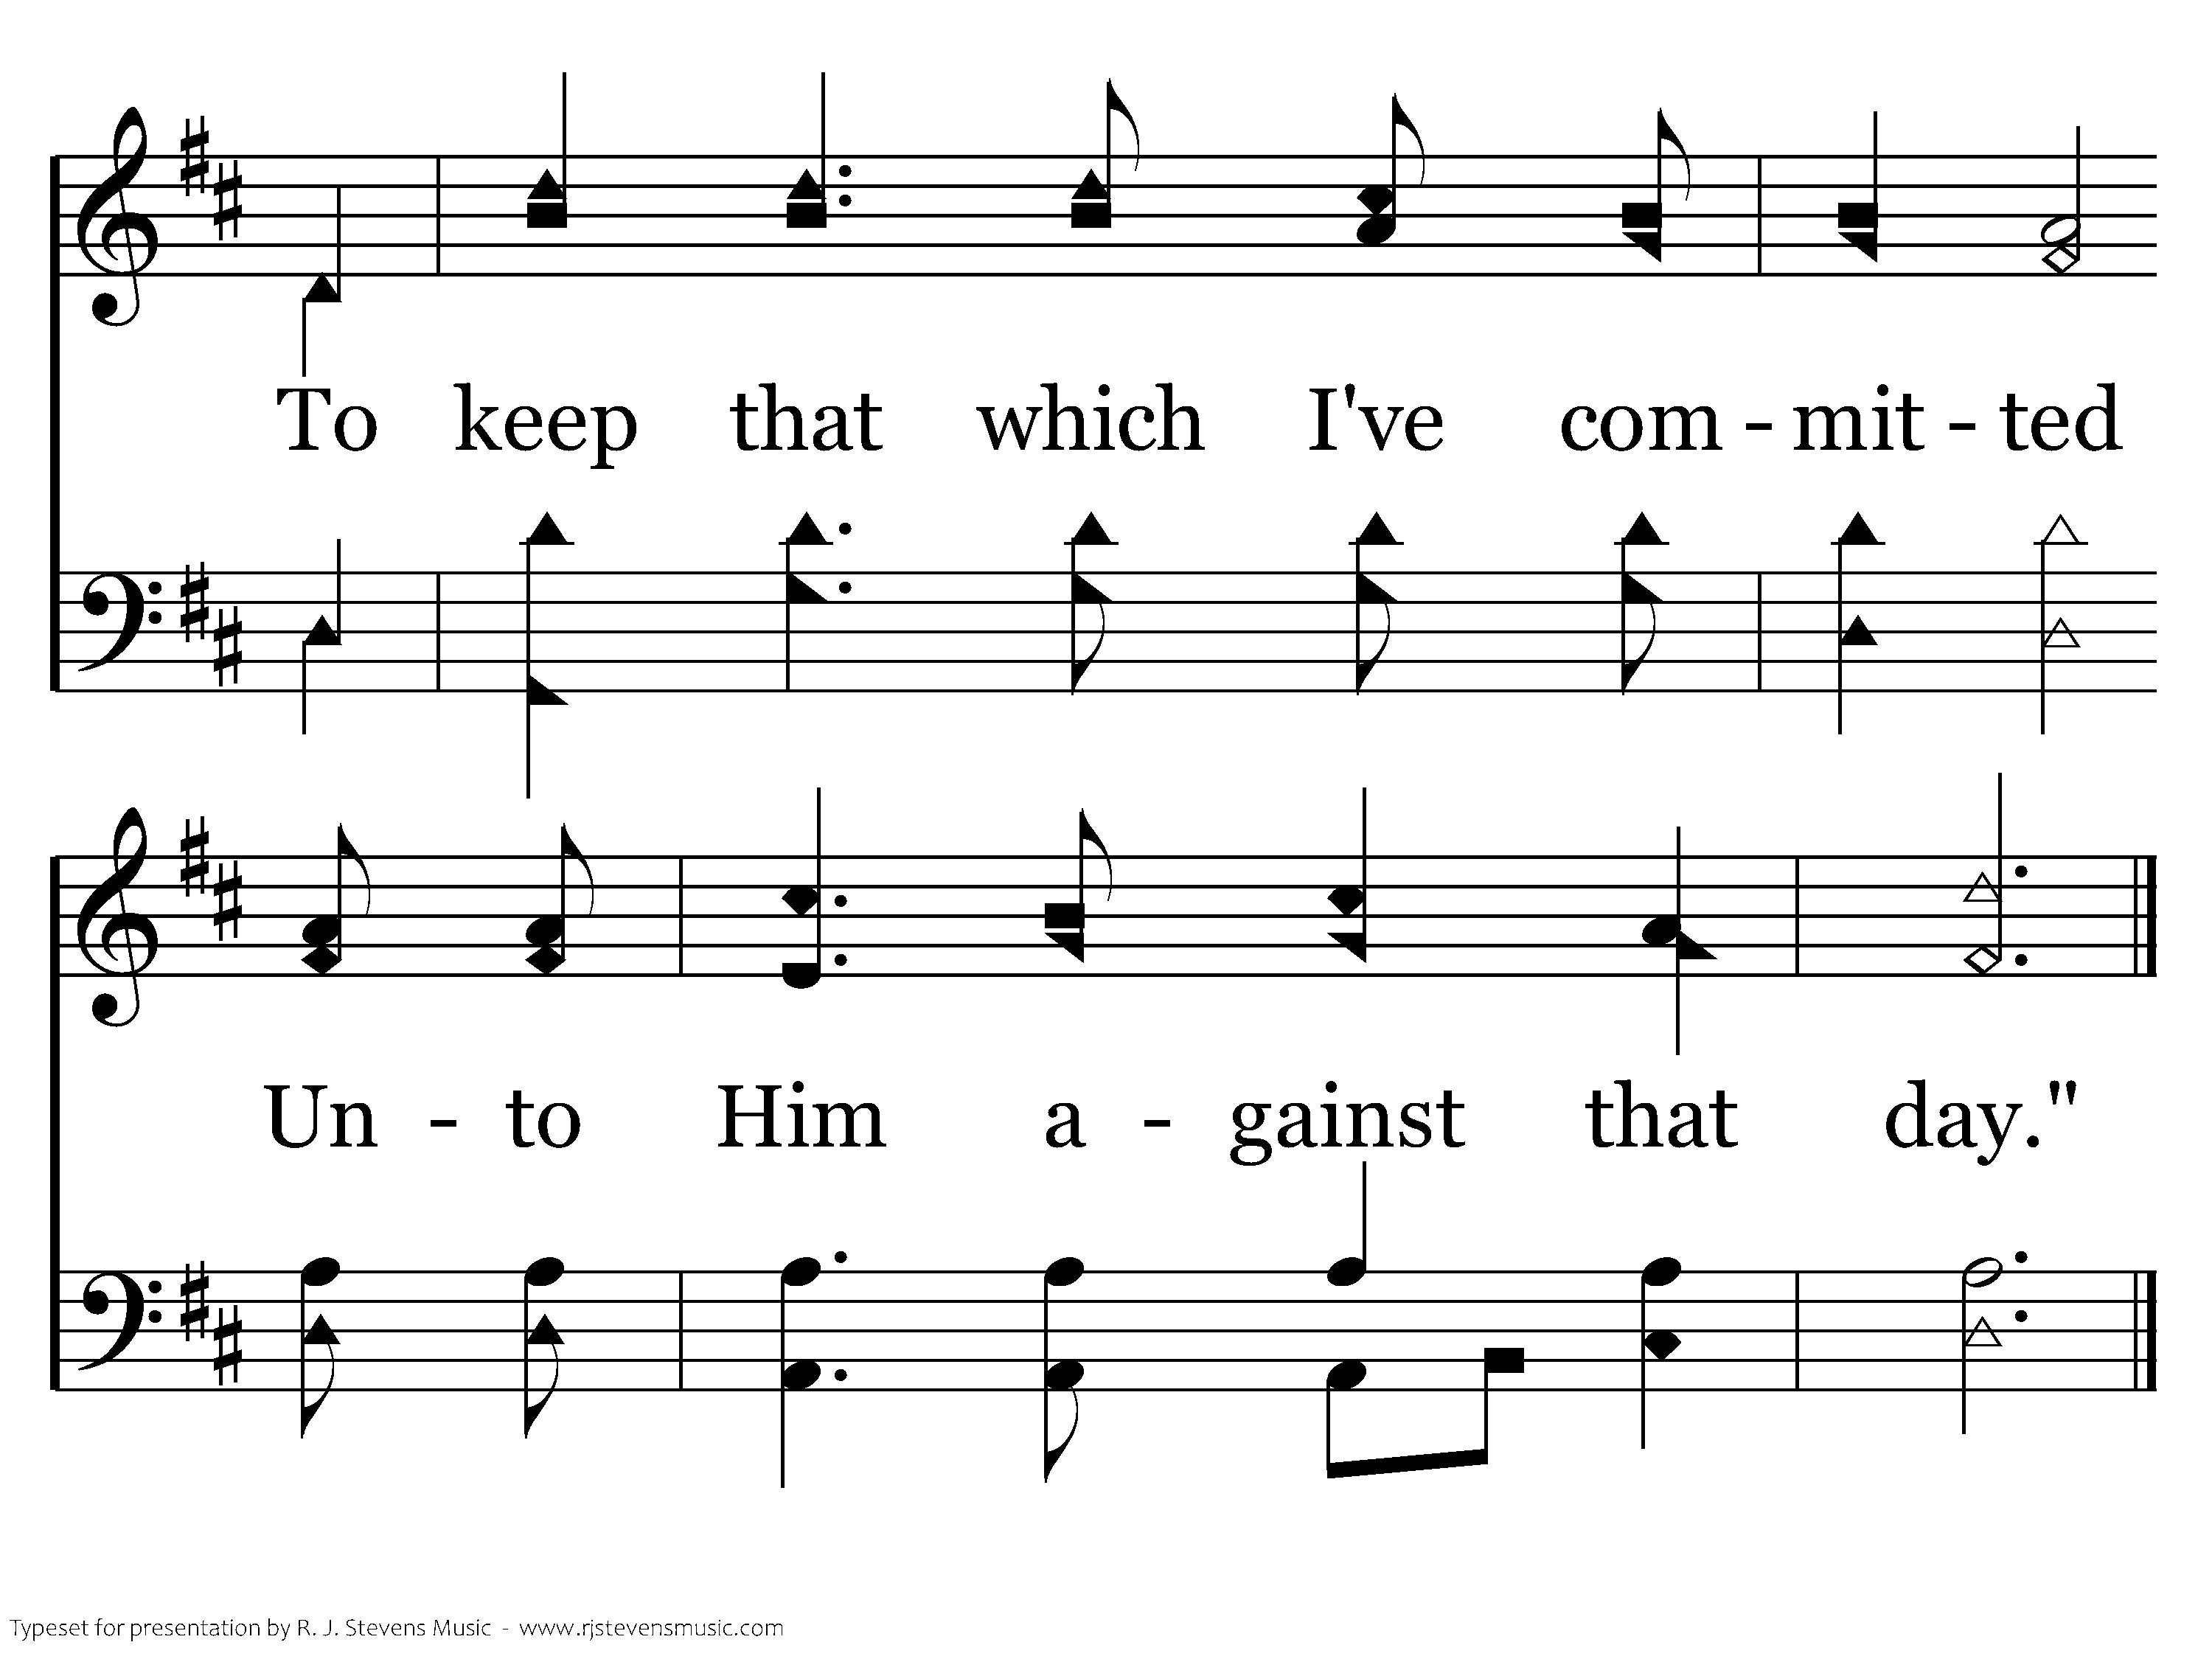 To keep that which I've com - mit - ted
Un - to Him a - gainst that day."
Typeset for presentation by R. J. Stevens Music - www.rjstevensmusic.com